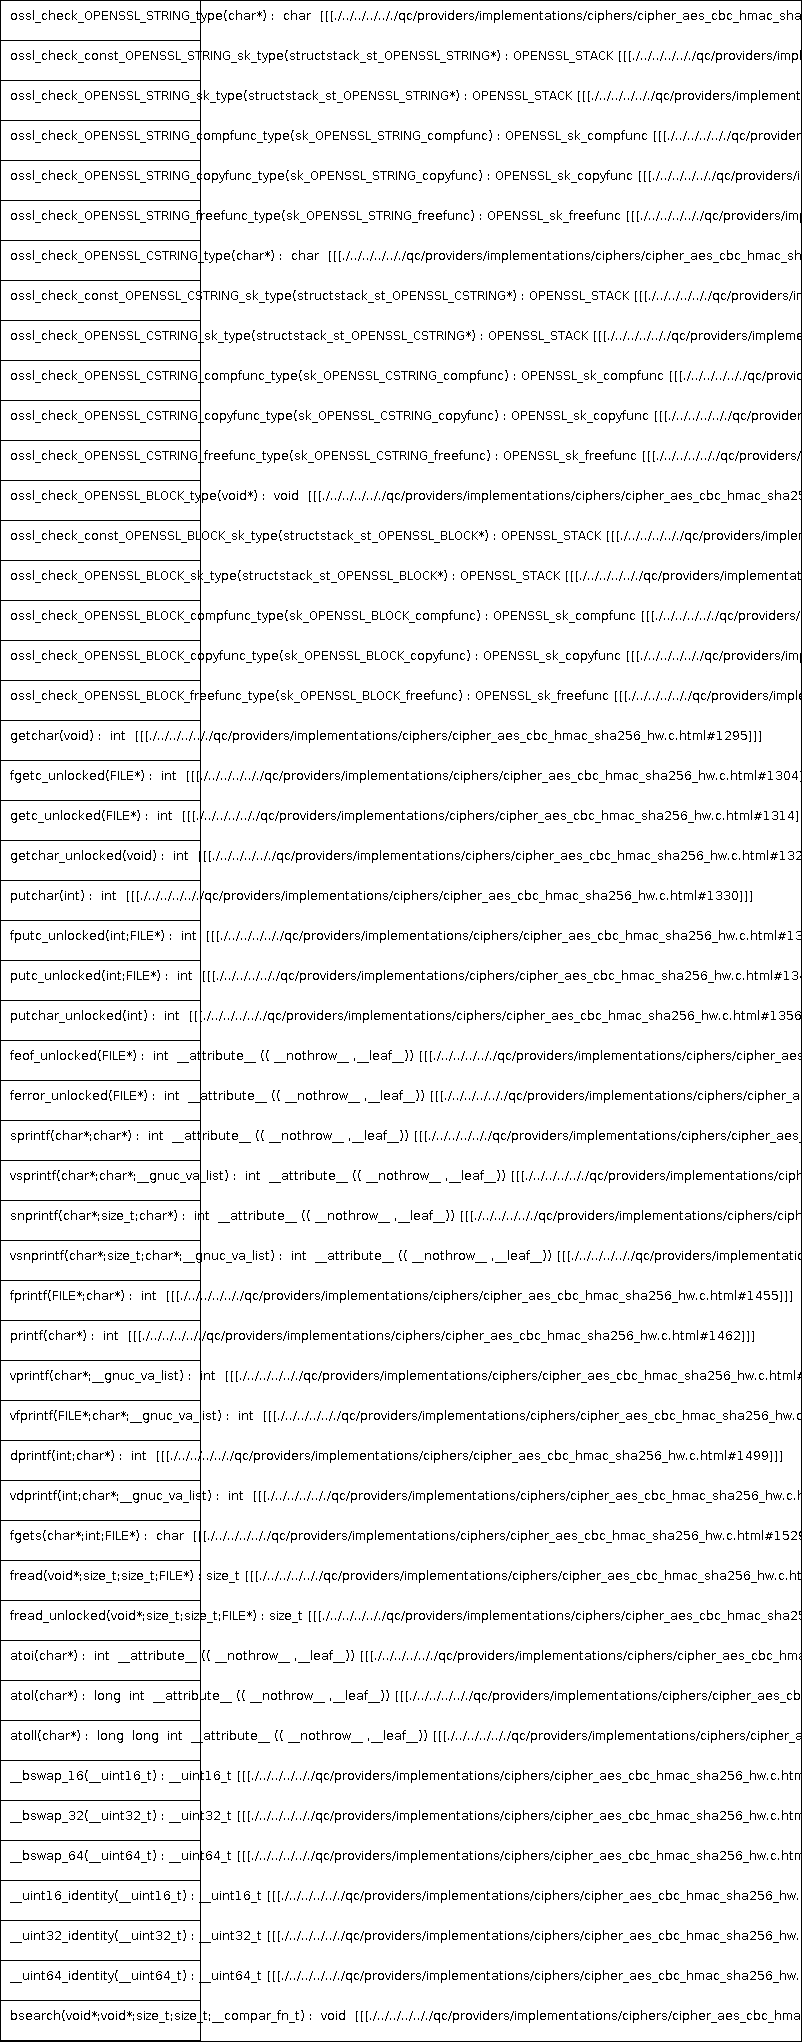 ossl_check_OPENSSL_STRING_type(char*) : char [[[./../../../../../qc/providers/implementations/ciphers/cipher_aes_cbc_hmac_sha
ossl_check_const_OPENSSL_STRING_sk_type(structstack_st_OPENSSL_STRING*) : OPENSSL_STACK [[[./../../../../../qc/providers/impl
ossl_check_OPENSSL_STRING_sk_type(structstack_st_OPENSSL_STRING*) : OPENSSL_STACK [[[./../../../../../qc/providers/implement
ossl_check_OPENSSL_STRING_compfunc_type(sk_OPENSSL_STRING_compfunc) : OPENSSL_sk_compfunc [[[./../../../../../qc/provider
ossl_check_OPENSSL_STRING_copyfunc_type(sk_OPENSSL_STRING_copyfunc) : OPENSSL_sk_copyfunc [[[./../../../../../qc/providers/i
ossl_check_OPENSSL_STRING_freefunc_type(sk_OPENSSL_STRING_freefunc) : OPENSSL_sk_freefunc [[[./../../../../../qc/providers/im
ossl_check_OPENSSL_CSTRING_type(char*) : char [[[./../../../../../qc/providers/implementations/ciphers/cipher_aes_cbc_hmac_sh
ossl_check_const_OPENSSL_CSTRING_sk_type(structstack_st_OPENSSL_CSTRING*) : OPENSSL_STACK [[[./../../../../../qc/providers/i
ossl_check_OPENSSL_CSTRING_sk_type(structstack_st_OPENSSL_CSTRING*) : OPENSSL_STACK [[[./../../../../../qc/providers/impleme
ossl_check_OPENSSL_CSTRING_compfunc_type(sk_OPENSSL_CSTRING_compfunc) : OPENSSL_sk_compfunc [[[./../../../../../qc/provid
ossl_check_OPENSSL_CSTRING_copyfunc_type(sk_OPENSSL_CSTRING_copyfunc) : OPENSSL_sk_copyfunc [[[./../../../../../qc/provider
ossl_check_OPENSSL_CSTRING_freefunc_type(sk_OPENSSL_CSTRING_freefunc) : OPENSSL_sk_freefunc [[[./../../../../../qc/providers/
ossl_check_OPENSSL_BLOCK_type(void*) : void [[[./../../../../../qc/providers/implementations/ciphers/cipher_aes_cbc_hmac_sha25
ossl_check_const_OPENSSL_BLOCK_sk_type(structstack_st_OPENSSL_BLOCK*) : OPENSSL_STACK [[[./../../../../../qc/providers/implem
ossl_check_OPENSSL_BLOCK_sk_type(structstack_st_OPENSSL_BLOCK*) : OPENSSL_STACK [[[./../../../../../qc/providers/implementat
ossl_check_OPENSSL_BLOCK_compfunc_type(sk_OPENSSL_BLOCK_compfunc) : OPENSSL_sk_compfunc [[[./../../../../../qc/providers/
ossl_check_OPENSSL_BLOCK_copyfunc_type(sk_OPENSSL_BLOCK_copyfunc) : OPENSSL_sk_copyfunc [[[./../../../../../qc/providers/im
ossl_check_OPENSSL_BLOCK_freefunc_type(sk_OPENSSL_BLOCK_freefunc) : OPENSSL_sk_freefunc [[[./../../../../../qc/providers/imple
getchar(void) : int [[[./../../../../../qc/providers/implementations/ciphers/cipher_aes_cbc_hmac_sha256_hw.c.html#1295]]]
fgetc_unlocked(FILE*) : int [[[./../../../../../qc/providers/implementations/ciphers/cipher_aes_cbc_hmac_sha256_hw.c.html#1304]
getc_unlocked(FILE*) : int [[[./../../../../../qc/providers/implementations/ciphers/cipher_aes_cbc_hmac_sha256_hw.c.html#1314]
getchar_unlocked(void) : int [[[./../../../../../qc/providers/implementations/ciphers/cipher_aes_cbc_hmac_sha256_hw.c.html#132
putchar(int) : int [[[./../../../../../qc/providers/implementations/ciphers/cipher_aes_cbc_hmac_sha256_hw.c.html#1330]]]
fputc_unlocked(int;FILE*) : int [[[./../../../../../qc/providers/implementations/ciphers/cipher_aes_cbc_hmac_sha256_hw.c.html#13
putc_unlocked(int;FILE*) : int [[[./../../../../../qc/providers/implementations/ciphers/cipher_aes_cbc_hmac_sha256_hw.c.html#134
putchar_unlocked(int) : int [[[./../../../../../qc/providers/implementations/ciphers/cipher_aes_cbc_hmac_sha256_hw.c.html#1356
feof_unlocked(FILE*) : int __attribute__ (( __nothrow__ ,__leaf__)) [[[./../../../../../qc/providers/implementations/ciphers/cipher_aes
ferror_unlocked(FILE*) : int __attribute__ (( __nothrow__ ,__leaf__)) [[[./../../../../../qc/providers/implementations/ciphers/cipher_a
sprintf(char*;char*) : int __attribute__ (( __nothrow__ ,__leaf__)) [[[./../../../../../qc/providers/implementations/ciphers/cipher_aes_
vsprintf(char*;char*;__gnuc_va_list) : int __attribute__ (( __nothrow__ ,__leaf__)) [[[./../../../../../qc/providers/implementations/ciph
snprintf(char*;size_t;char*) : int __attribute__ (( __nothrow__ ,__leaf__)) [[[./../../../../../qc/providers/implementations/ciphers/ciph
vsnprintf(char*;size_t;char*;__gnuc_va_list) : int __attribute__ (( __nothrow__ ,__leaf__)) [[[./../../../../../qc/providers/implementatio
fprintf(FILE*;char*) : int [[[./../../../../../qc/providers/implementations/ciphers/cipher_aes_cbc_hmac_sha256_hw.c.html#1455]]]
printf(char*) : int [[[./../../../../../qc/providers/implementations/ciphers/cipher_aes_cbc_hmac_sha256_hw.c.html#1462]]]
vprintf(char*;__gnuc_va_list) : int [[[./../../../../../qc/providers/implementations/ciphers/cipher_aes_cbc_hmac_sha256_hw.c.html#
vfprintf(FILE*;char*;__gnuc_va_list) : int [[[./../../../../../qc/providers/implementations/ciphers/cipher_aes_cbc_hmac_sha256_hw.c
dprintf(int;char*) : int [[[./../../../../../qc/providers/implementations/ciphers/cipher_aes_cbc_hmac_sha256_hw.c.html#1499]]]
vdprintf(int;char*;__gnuc_va_list) : int [[[./../../../../../qc/providers/implementations/ciphers/cipher_aes_cbc_hmac_sha256_hw.c.h
fgets(char*;int;FILE*) : char [[[./../../../../../qc/providers/implementations/ciphers/cipher_aes_cbc_hmac_sha256_hw.c.html#1529
fread(void*;size_t;size_t;FILE*) : size_t [[[./../../../../../qc/providers/implementations/ciphers/cipher_aes_cbc_hmac_sha256_hw.c.ht
fread_unlocked(void*;size_t;size_t;FILE*) : size_t [[[./../../../../../qc/providers/implementations/ciphers/cipher_aes_cbc_hmac_sha25
atoi(char*) : int __attribute__ (( __nothrow__ ,__leaf__)) [[[./../../../../../qc/providers/implementations/ciphers/cipher_aes_cbc_hma
atol(char*) : long int __attribute__ (( __nothrow__ ,__leaf__)) [[[./../../../../../qc/providers/implementations/ciphers/cipher_aes_cb
atoll(char*) : long long int __attribute__ (( __nothrow__ ,__leaf__)) [[[./../../../../../qc/providers/implementations/ciphers/cipher_a
__bswap_16(__uint16_t) : __uint16_t [[[./../../../../../qc/providers/implementations/ciphers/cipher_aes_cbc_hmac_sha256_hw.c.htm
__bswap_32(__uint32_t) : __uint32_t [[[./../../../../../qc/providers/implementations/ciphers/cipher_aes_cbc_hmac_sha256_hw.c.htm
__bswap_64(__uint64_t) : __uint64_t [[[./../../../../../qc/providers/implementations/ciphers/cipher_aes_cbc_hmac_sha256_hw.c.htm
__uint16_identity(__uint16_t) : __uint16_t [[[./../../../../../qc/providers/implementations/ciphers/cipher_aes_cbc_hmac_sha256_hw.
__uint32_identity(__uint32_t) : __uint32_t [[[./../../../../../qc/providers/implementations/ciphers/cipher_aes_cbc_hmac_sha256_hw.
__uint64_identity(__uint64_t) : __uint64_t [[[./../../../../../qc/providers/implementations/ciphers/cipher_aes_cbc_hmac_sha256_hw.
bsearch(void*;void*;size_t;size_t;__compar_fn_t) : void [[[./../../../../../qc/providers/implementations/ciphers/cipher_aes_cbc_hma